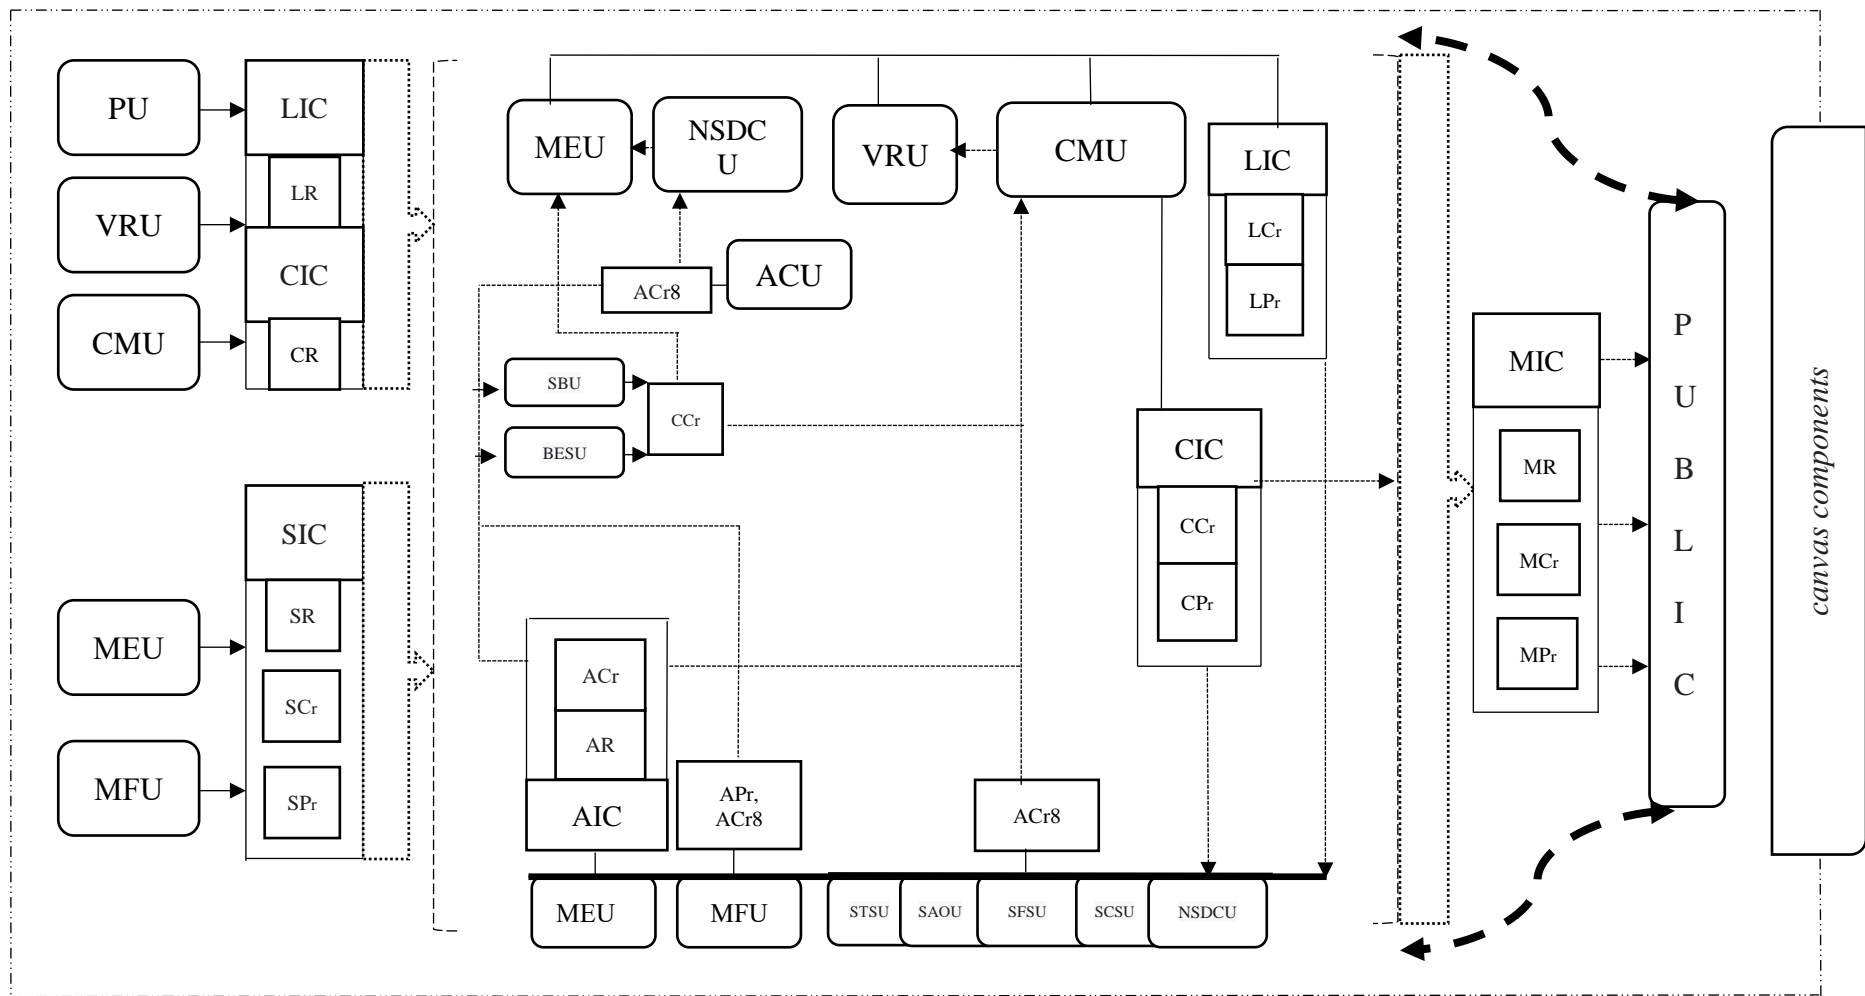 PU
LIC
LR
VRU
CIC
CMU
CR
SIC
SR
MEU
SCr
MFU
SPr
MEU
NSDC
U
VRU
CMU
LIC
LCr
LPr
ACr8
ACU
SBU
CCr
BESU
CIC
CCr
CPr
ACr
AR
AIC
APr,
ACr8
ACr8
MEU
MFU
STSU
SAOU
SFSU
SCSU
NSDCU
MIC
MR
MCr
MPr
P
U
B
L
I
C
canvas components